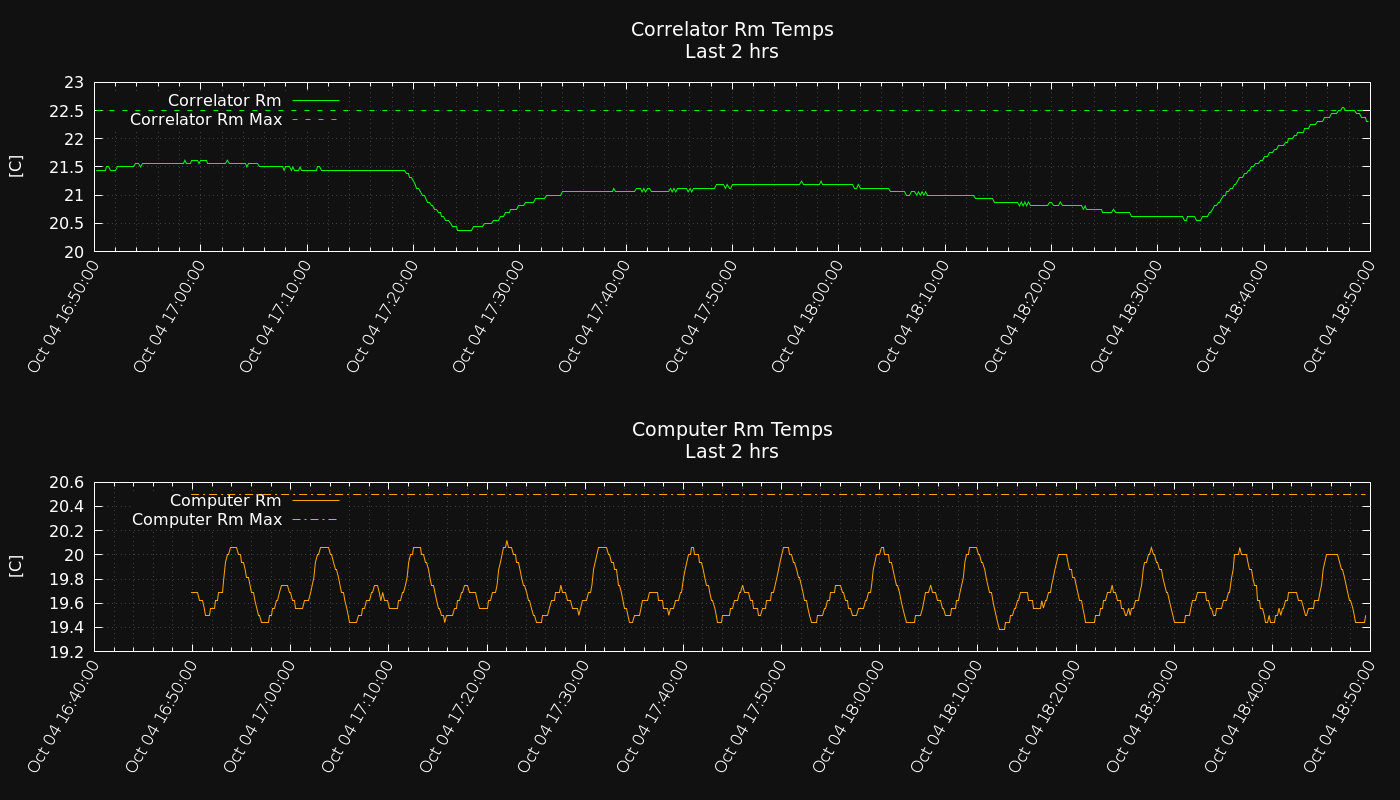 Correlator Rm Temps
Last 2 hrs
23
22.5
22
21.5
21
20.5
20
[C]
Correlator Rm
Correlator Rm Max
Oct 04 16:50:00
Oct 04 17:00:00
Oct 04 17:10:00
Oct 04 17:20:00
Oct 04 17:30:00
Oct 04 17:40:00
Oct 04 17:50:00
Oct 04 18:00:00
Oct 04 18:10:00
Oct 04 18:20:00
Oct 04 18:30:00
Oct 04 18:40:00
Oct 04 18:50:00
Computer Rm Temps
Last 2 hrs
20.6
20.4
20.2
20
19.8
19.6
19.4
19.2
[C]
Computer Rm
Computer Rm Max
Oct 04 16:40:00
Oct 04 16:50:00
Oct 04 17:00:00
Oct 04 17:10:00
Oct 04 17:20:00
Oct 04 17:30:00
Oct 04 17:40:00
Oct 04 17:50:00
Oct 04 18:00:00
Oct 04 18:10:00
Oct 04 18:20:00
Oct 04 18:30:00
Oct 04 18:40:00
Oct 04 18:50:00